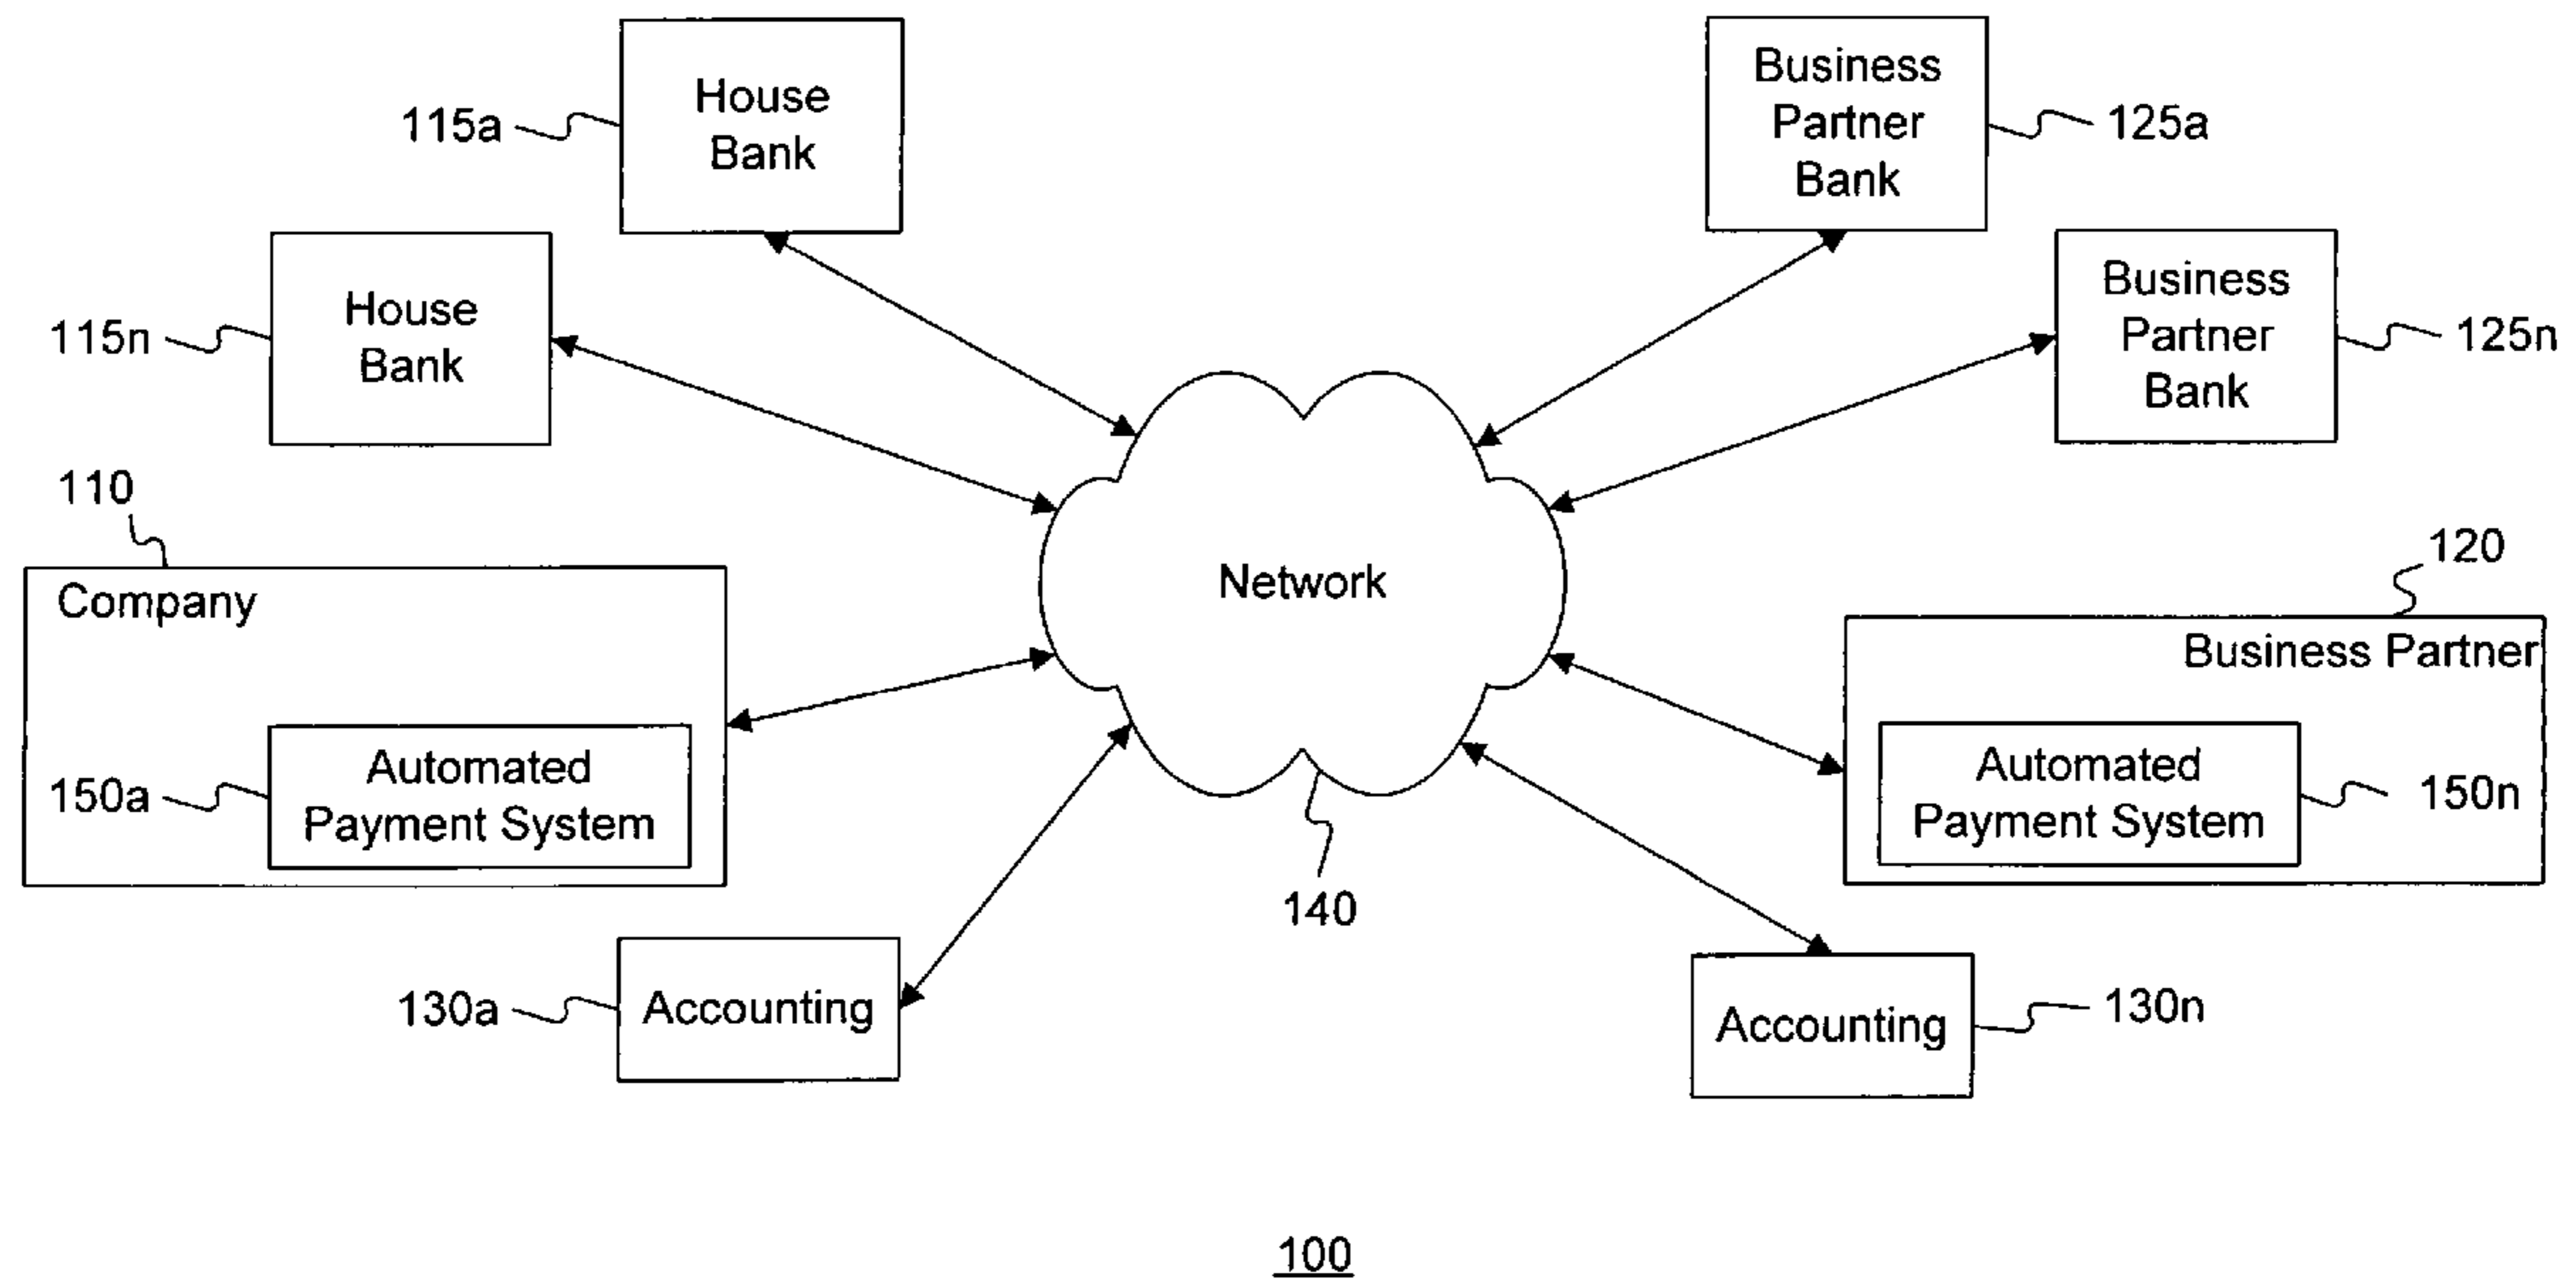 House
Bank
115a
Business
Partner
Bank
125a
House
Bank
115n
Business
Partner
Bank
125n
110
Company
Automated
Payment System
150a
Network
140
120
Business Partner
Automated
Payment System
150n
130a
Accounting
Accounting
130n
100